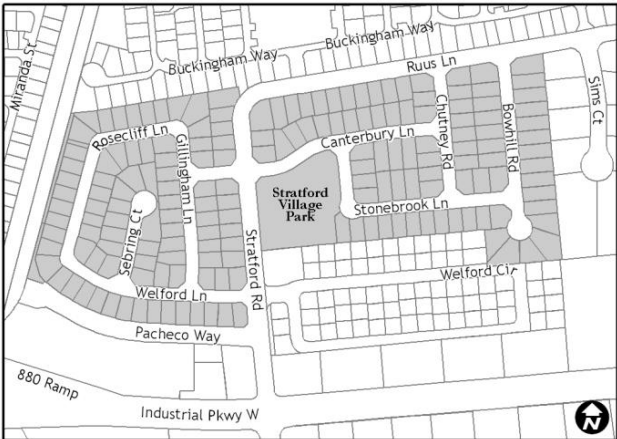 Buckingham Way
Buckingham Way
Miranda St
Ruus Ln
Sims Ct
Rosecliff Ln
Gillingham Ln
Canterbury Ln
Chutney Rd
Bowhill Rd
Stratford
Village
Park
Stonebrook Ln
Sebring Ct
Stratford Rd
Welford Cir
Welford Ln
Pacheco Way
880 Ramp
Industrial Pkwy W
N